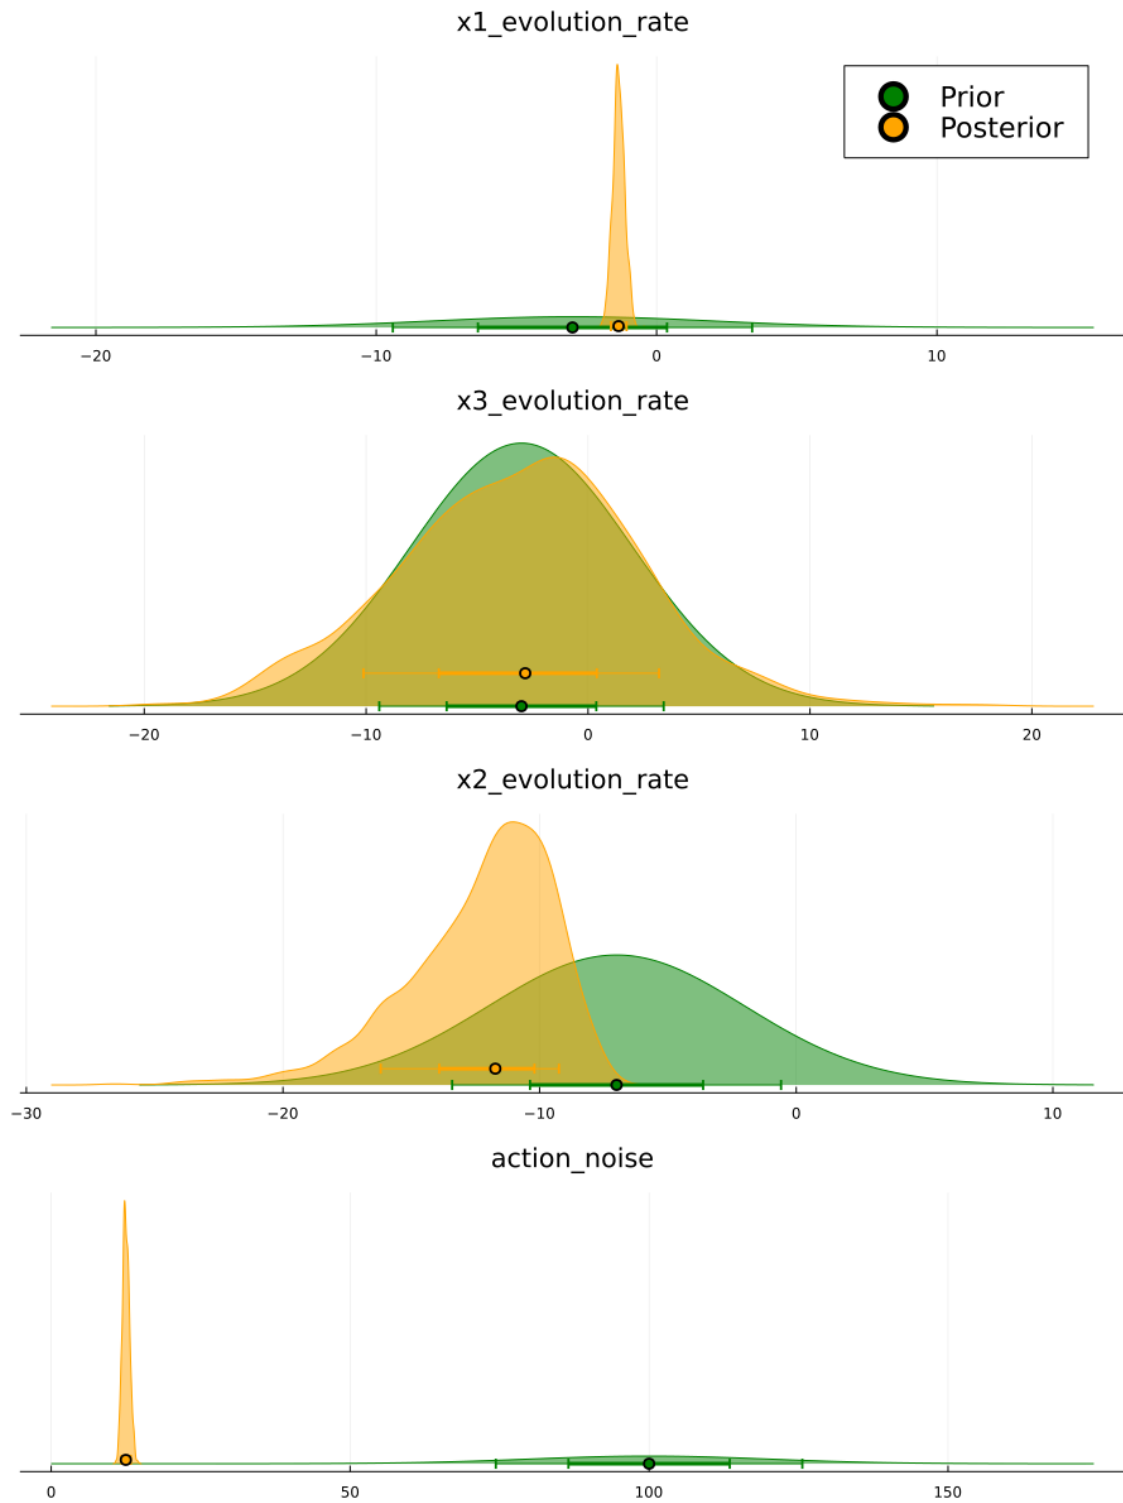 x1_evolution_rate
Prior
Posterior
−20 −10 0 10
x3_evolution_rate
−20 −10 0 10 20
x2_evolution_rate
−30 −20 −10 0 10
action_noise
0 50 100 150